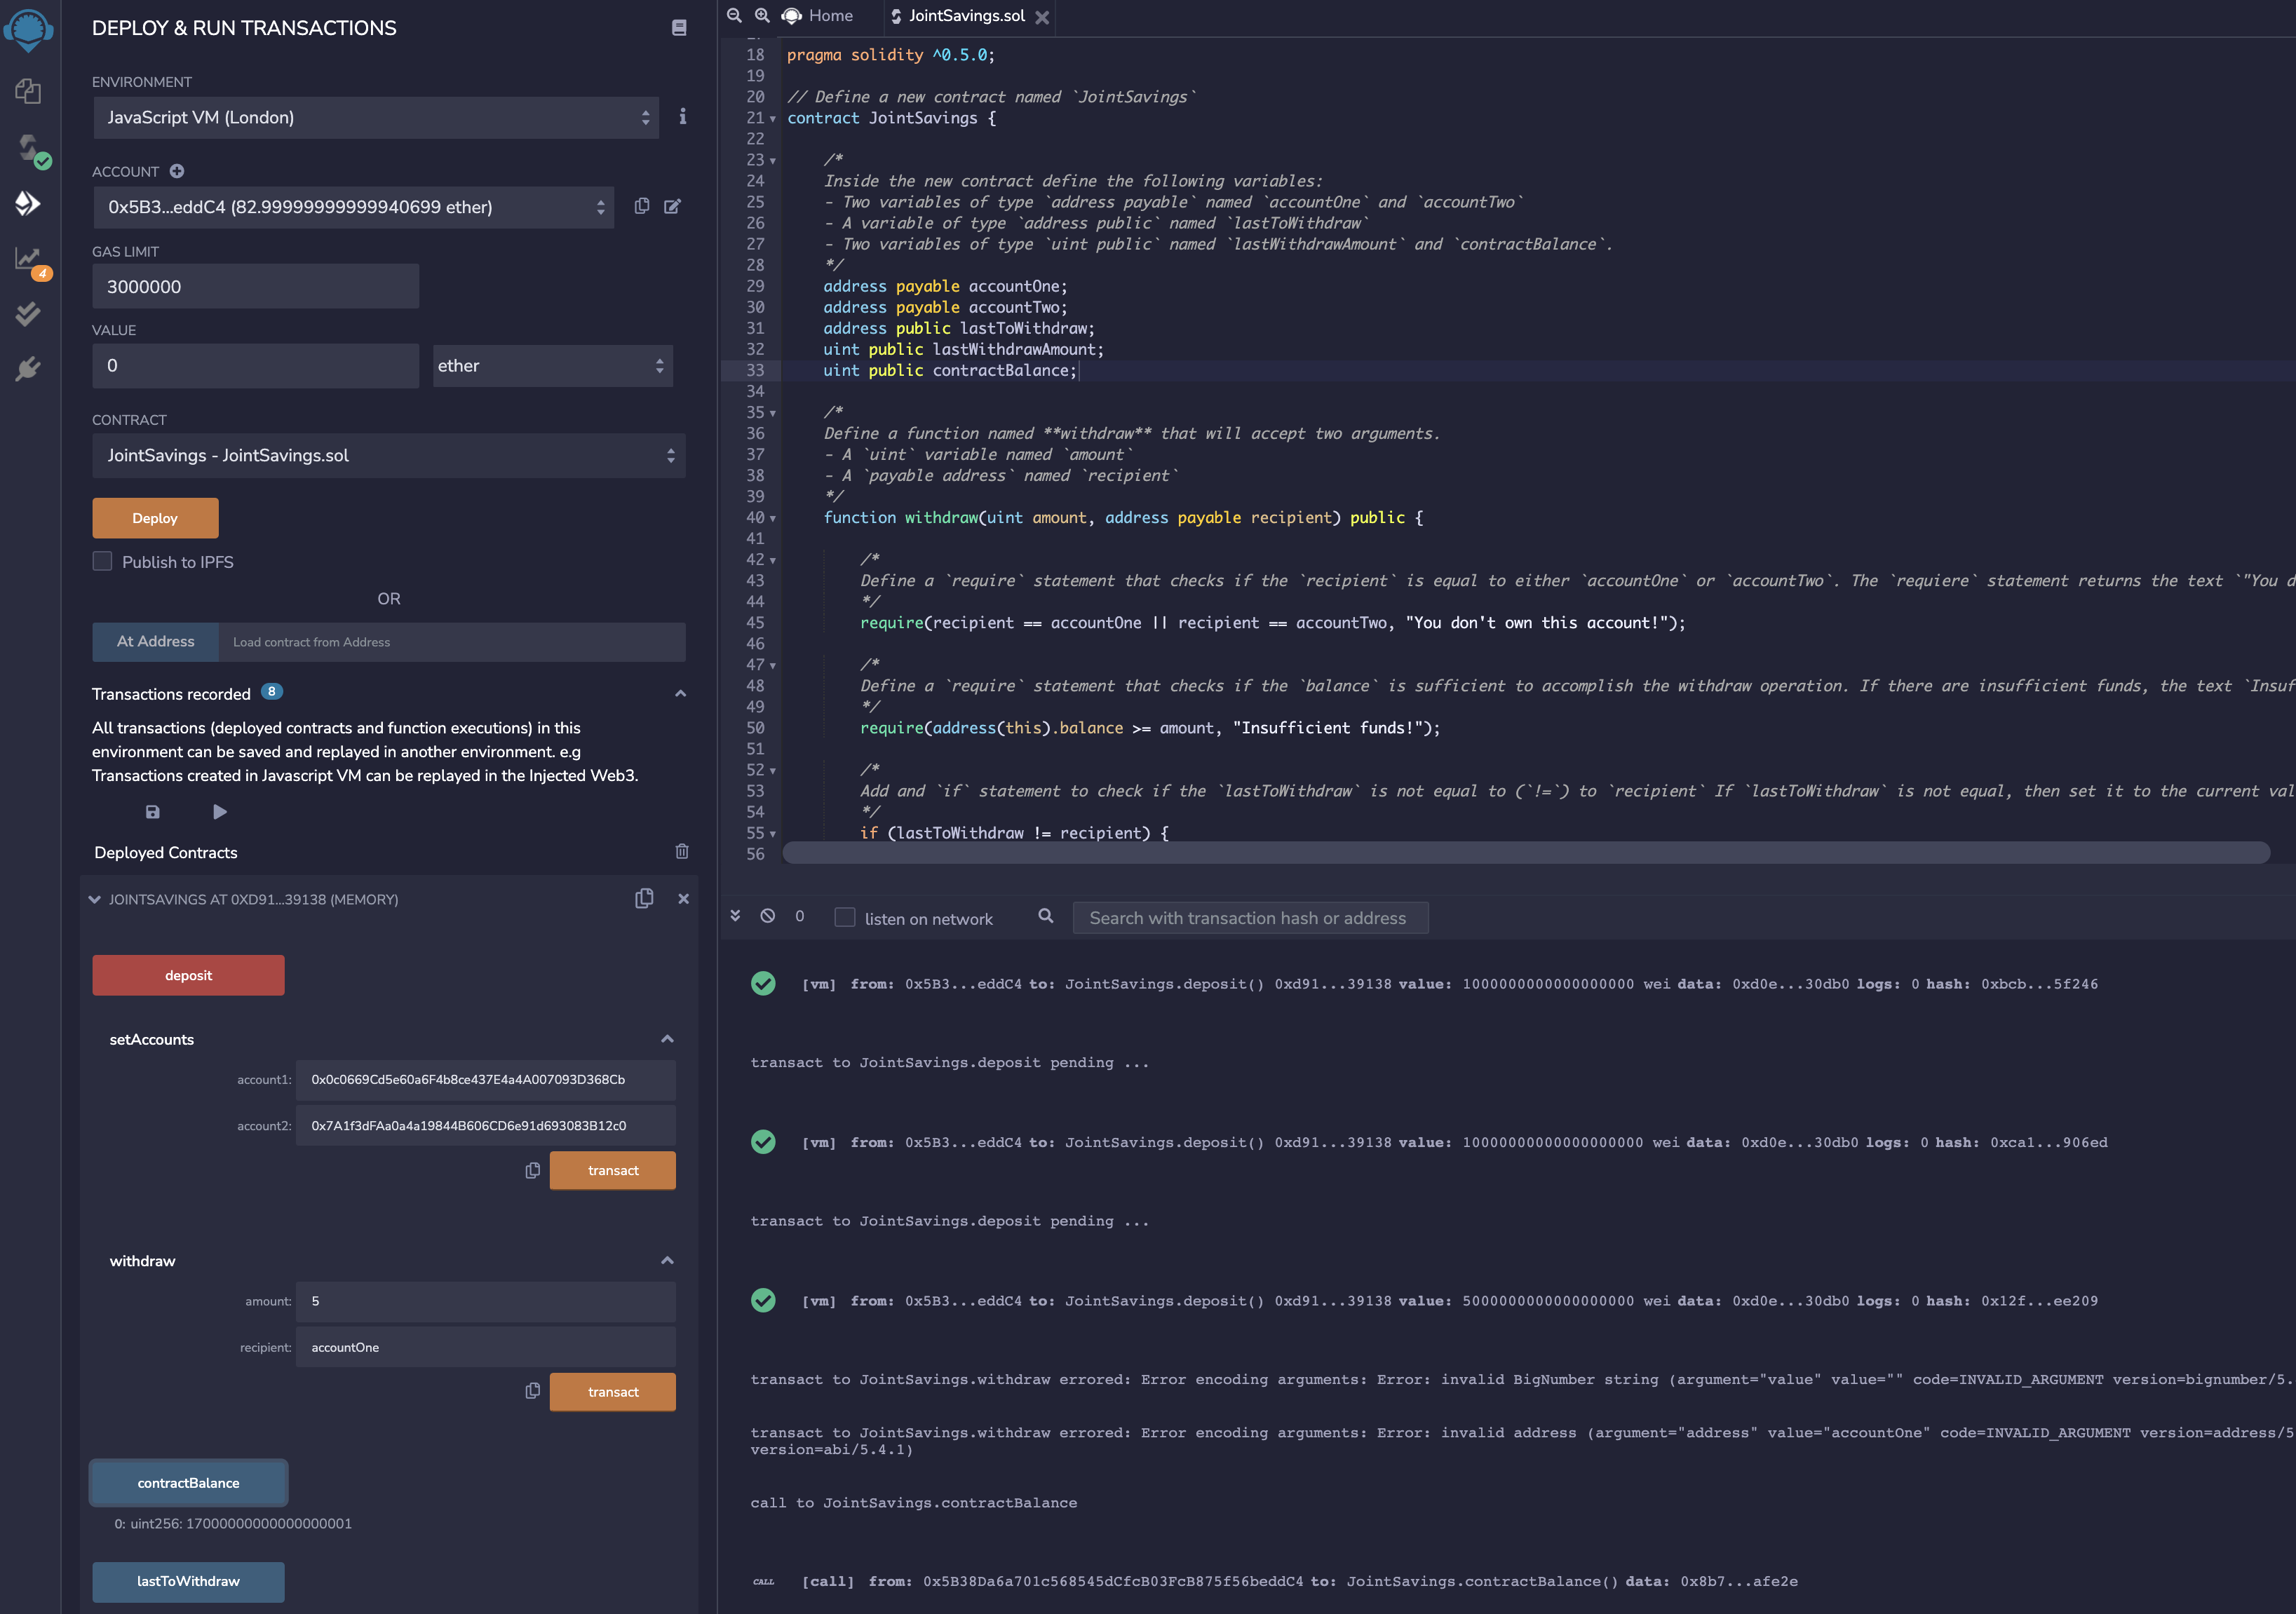 DEPLOY & RUN TRANSACTIONS
ENVIRONMENT
JavaScript VM (London)
ACCOUNT
0x5B3...eddC4 (82.99999999999940699 ether)
GAS LIMIT
3000000
VALUE
0
ether
CONTRACT
JointSavings - JointSavings.sol
Deploy
Publish to IPFS
OR
At Address
Load contract from Address
Transactions recorded 8
All transactions (deployed contracts and function executions) in this
environment can be saved and replayed in another environment. e.g
Transactions created in Javascript VM can be replayed in the Injected Web3.
Deployed Contracts
JOINTSAVINGS AT 0XD91...39138 (MEMORY)
deposit
setAccounts
account1: 0x0c0669Cd5e60a6F4b8ce437E4a4A007093D368Cb
account2: 0x7A1f3dFAa0a4a19844B606CD6e91d693083B12c0
transact
withdraw
amount: 5
recipient: accountOne
transact
contractBalance
0: uint256: 17000000000000000001
lastToWithdraw
4
Home
JointSavings.sol
18 pragma solidity ^0.5.0;
19
20 // Define a new contract named `JointSavings`
21 contract JointSavings {
22
23 /*
24 Inside the new contract define the following variables:
25 - Two variables of type `address payable` named `accountOne` and `accountTwo`
26 - A variable of type `address public` named `lastToWithdraw`
27 - Two variables of type `uint public` named `lastWithdrawAmount` and `contractBalance`.
28 */
29 address payable accountOne;
30 address payable accountTwo;
31 address public lastToWithdraw;
32 uint public lastWithdrawAmount;
33 uint public contractBalance;
34
35 /*
36 Define a function named **withdraw** that will accept two arguments.
37 - A `uint` variable named `amount`
38 - A `payable address` named `recipient`
39 */
40 function withdraw(uint amount, address payable recipient) public {
41
42 /*
43 Define a `require` statement that checks if the `recipient` is equal to either `accountOne` or `accountTwo`. The `requiere` statement returns the text `"You d
44 */
45 require(recipient == accountOne || recipient == accountTwo, "You don't own this account!");
46
47 /*
48 Define a `require` statement that checks if the `balance` is sufficient to accomplish the withdraw operation. If there are insufficient funds, the text `Insuf
49 */
50 require(address(this).balance >= amount, "Insufficient funds!");
51
52 /*
53 Add and `if` statement to check if the `lastToWithdraw` is not equal to (`!=`) to `recipient` If `lastToWithdraw` is not equal, then set it to the current val
54 */
55 if (lastToWithdraw != recipient) {
56
0
listen on network
Search with transaction hash or address
[vm] from: 0x5B3...eddC4 to: JointSavings.deposit() 0xd91...39138 value: 1000000000000000000 wei data: 0xd0e...30db0 logs: 0 hash: 0xbcb...5f246
transact to JointSavings.deposit pending ...
[vm] from: 0x5B3...eddC4 to: JointSavings.deposit() 0xd91...39138 value: 10000000000000000000 wei data: 0xd0e...30db0 logs: 0 hash: 0xca1...906ed
transact to JointSavings.deposit pending ...
[vm] from: 0x5B3...eddC4 to: JointSavings.deposit() 0xd91...39138 value: 5000000000000000000 wei data: 0xd0e...30db0 logs: 0 hash: 0x12f...ee209
transact to JointSavings.withdraw errored: Error encoding arguments: Error: invalid BigNumber string (argument="value" value="" code=INVALID_ARGUMENT version=bignumber/5.
transact to JointSavings.withdraw errored: Error encoding arguments: Error: invalid address (argument="address" value="accountOne" code=INVALID_ARGUMENT version=address/5
version=abi/5.4.1)
call to JointSavings.contractBalance
CALL [call] from: 0x5B38Da6a701c568545dCfcB03FcB875f56beddC4 to: JointSavings.contractBalance() data: 0x8b7...afe2e